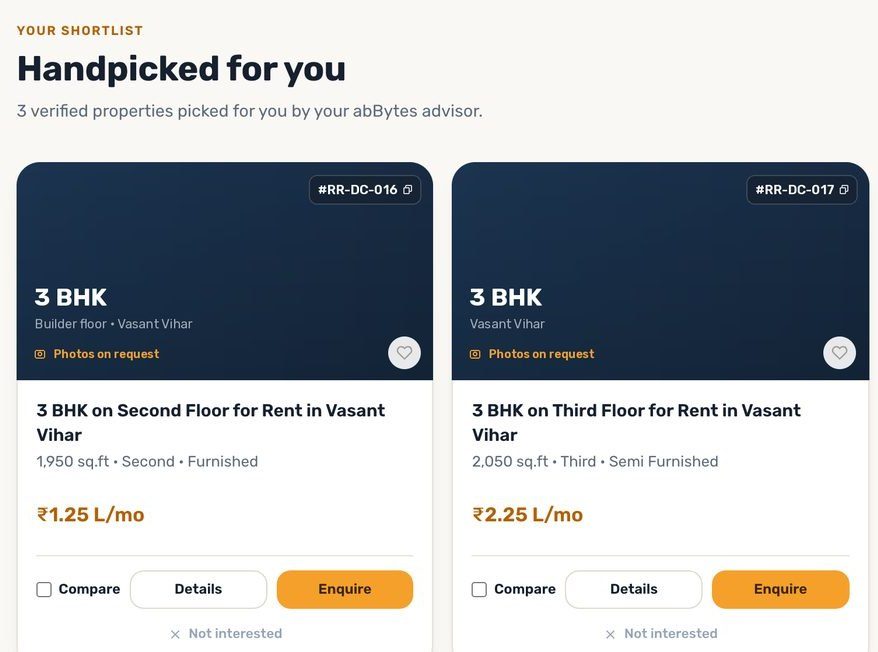 YOUR SHORTLIST
Handpicked for you
3 verified properties picked for you by your abBytes advisor.
#RR-DC-016
3 BHK
Builder floor • Vasant Vihar
Photos on request
3 BHK on Second Floor for Rent in Vasant
Vihar
1,950 sq.ft • Second • Furnished
₹1.25 L/mo
Compare
Details
Enquire
Not interested
#RR-DC-017
3 BHK
Vasant Vihar
Photos on request
3 BHK on Third Floor for Rent in Vasant
Vihar
2,050 sq.ft • Third • Semi Furnished
₹2.25 L/mo
Compare
Details
Enquire
Not interested